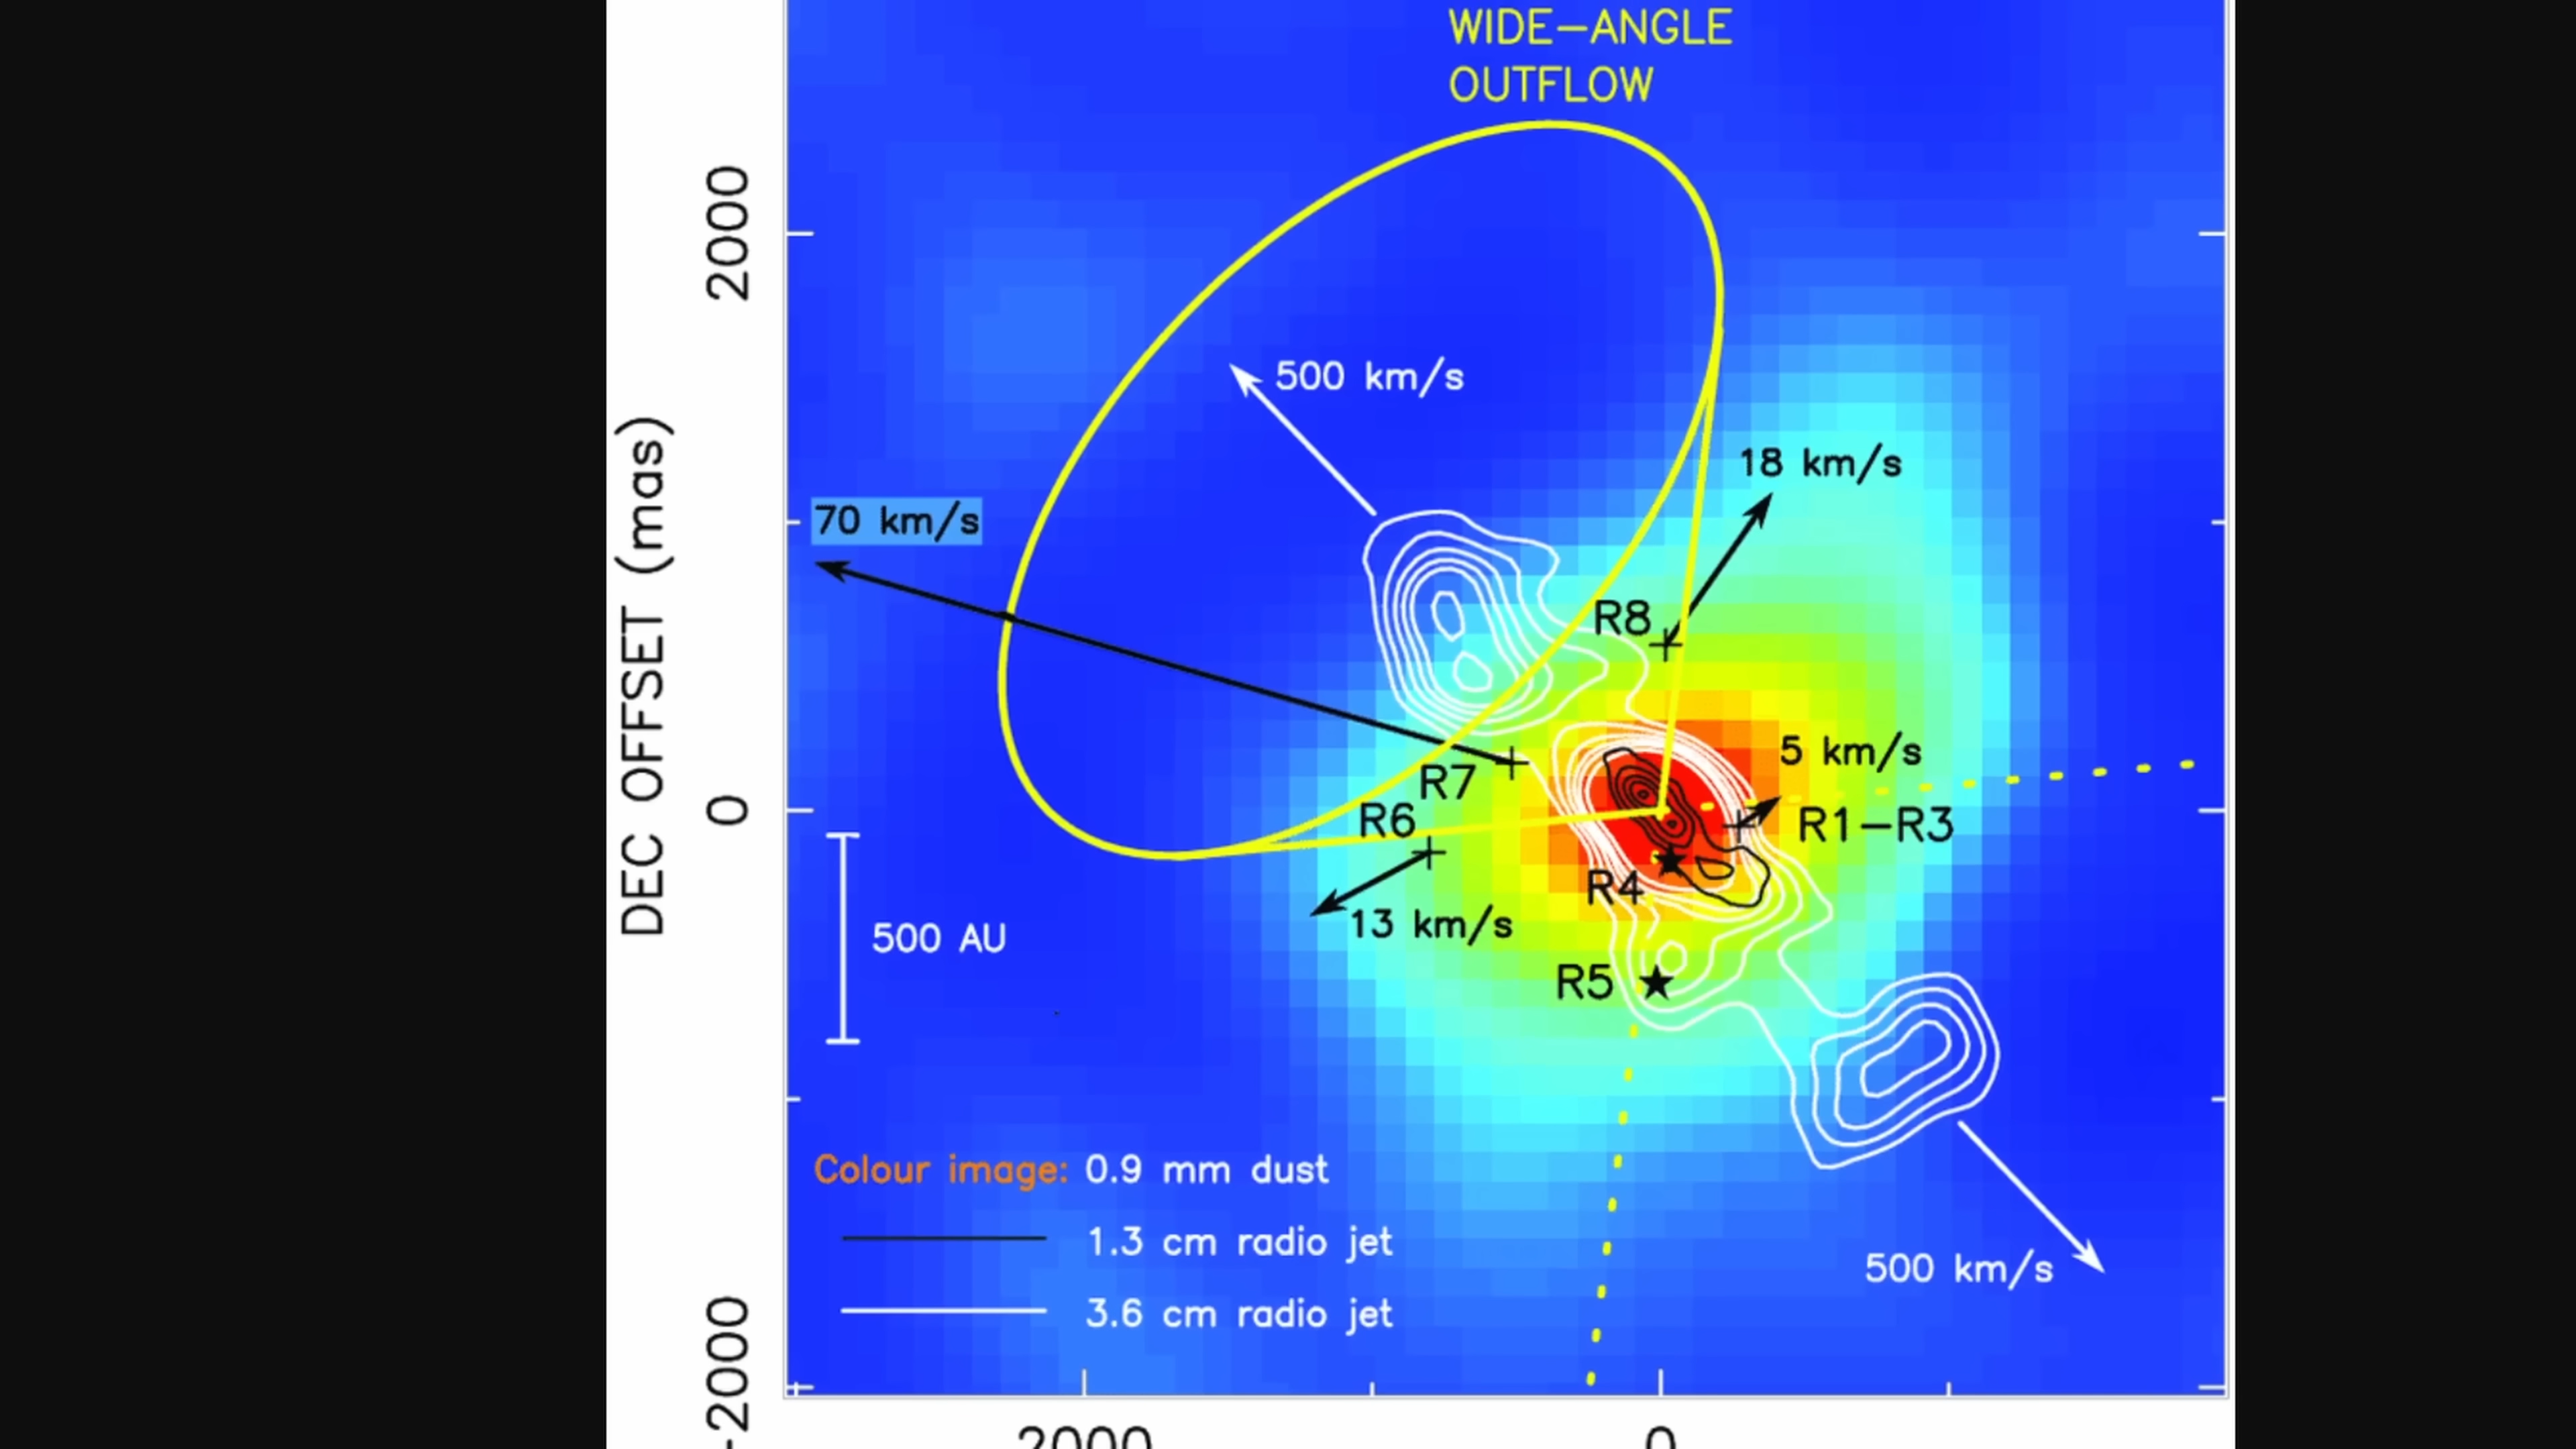 WIDE-ANGLE
OUTFLOW
2000
500 km/s
18 km/s
70 km/s
DEC OFFSET (mas)
R8
5 km/s
R7
R6
R1-R3
0
R4
13 km/s
500 AU
R5
Colour image: 0.9 mm dust
1.3 cm radio jet
500 km/s
3.6 cm radio jet
-2000
2000
0